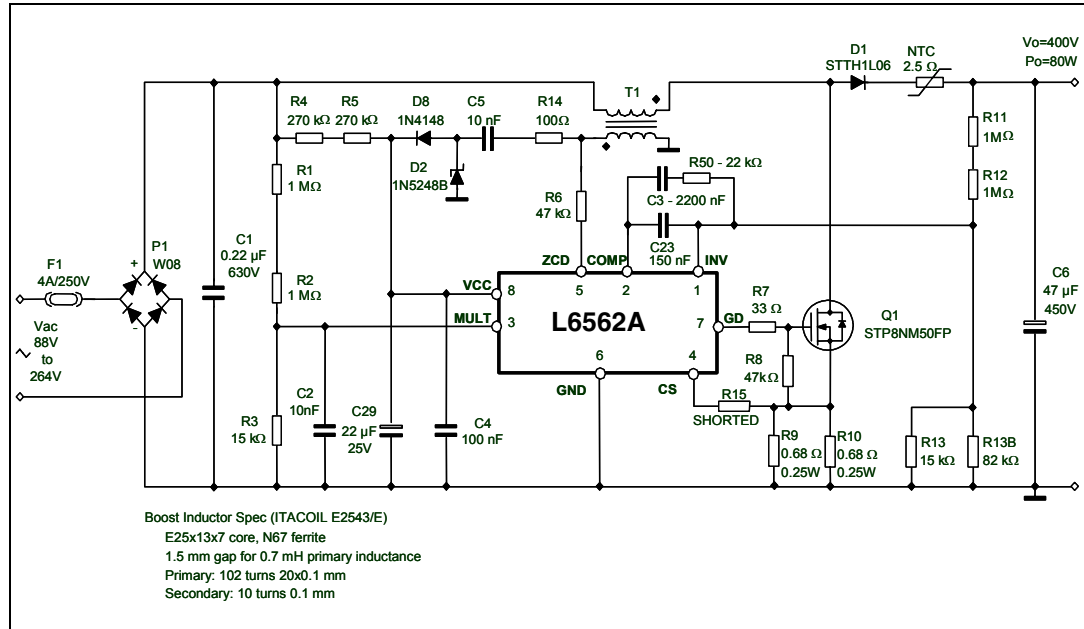 D1
STTH1L06
NTC
2.5 Ω
Vo=400V
Po=80W
R4
270 kΩ
R5
270 kΩ
D8
1N4148
C5
10 nF
R14
100Ω
T1
R11
1MΩ
R12
1MΩ
R1
1 MΩ
D2
1N5248B
R50 - 22 kΩ
C3 - 2200 nF
R6
47 kΩ
C23
150 nF
C1
0.22 µF
630V
P1
W08
+
-
F1
4A/250V
Vac
88V
to
264V
R2
1 MΩ
ZCD
COMP
INV
5
2
1
VCC
8
MULT
3
L6562A
7
GD
R7
33 Ω
Q1
STP8NM50FP
C6
47 µF
450V
6
4
GND
CS
R8
47kΩ
R15
SHORTED
R3
15 kΩ
C2
10nF
C29
22 µF
25V
C4
100 nF
R9
0.68 Ω
0.25W
R10
0.68 Ω
0.25W
R13
15 kΩ
R13B
82 kΩ
Boost Inductor Spec (ITACOIL E2543/E)
E25x13x7 core, N67 ferrite
1.5 mm gap for 0.7 mH primary inductance
Primary: 102 turns 20x0.1 mm
Secondary: 10 turns 0.1 mm